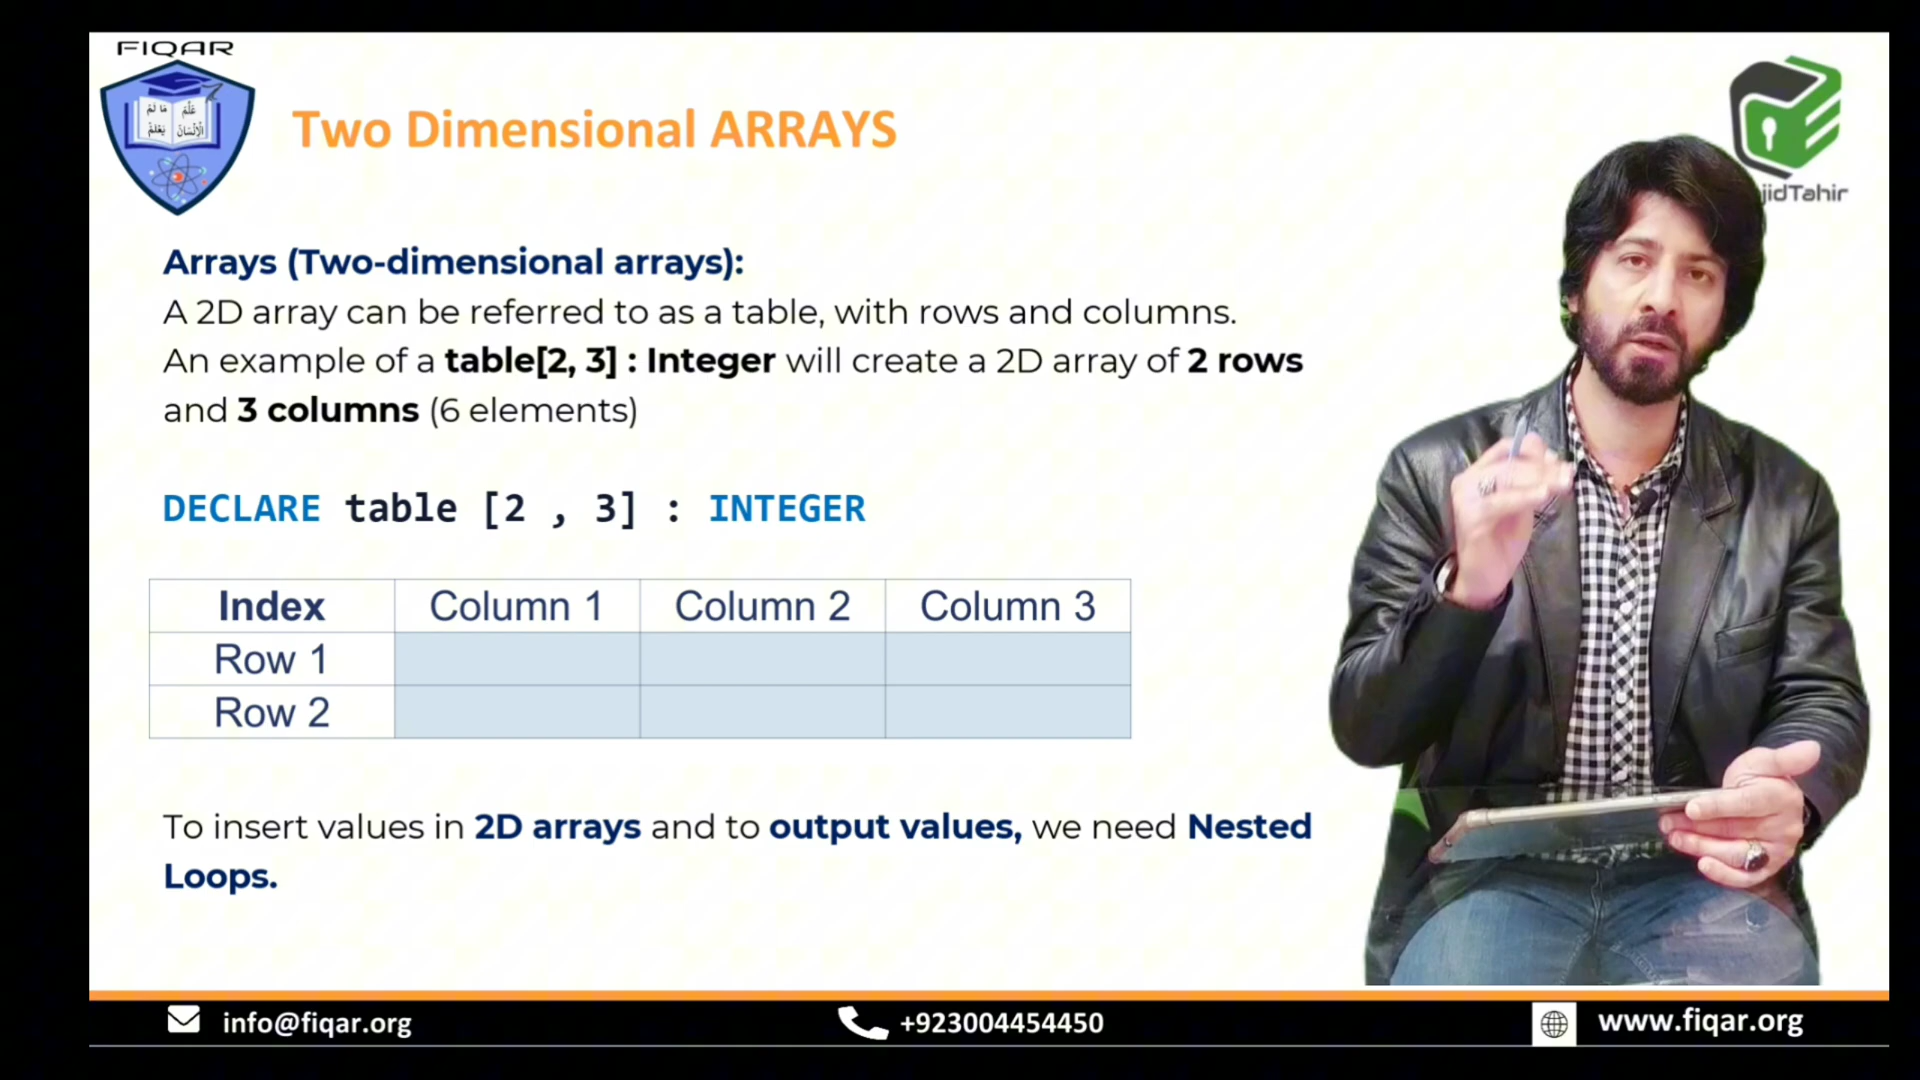 FIQAR
عَلَّمَ
الْاِنْسَانَ
مَا لَمْ
يَعْلَمْ
Two Dimensional ARRAYS
jidTahir
Arrays (Two-dimensional arrays):
A 2D array can be referred to as a table, with rows and columns.
An example of a table[2, 3] : Integer will create a 2D array of 2 rows
and 3 columns (6 elements)
DECLARE table [2 , 3] : INTEGER
Index Column 1 Column 2 Column 3
Row 1
Row 2
To insert values in 2D arrays and to output values, we need Nested
Loops.
info@fiqar.org +923004454450 www.fiqar.org